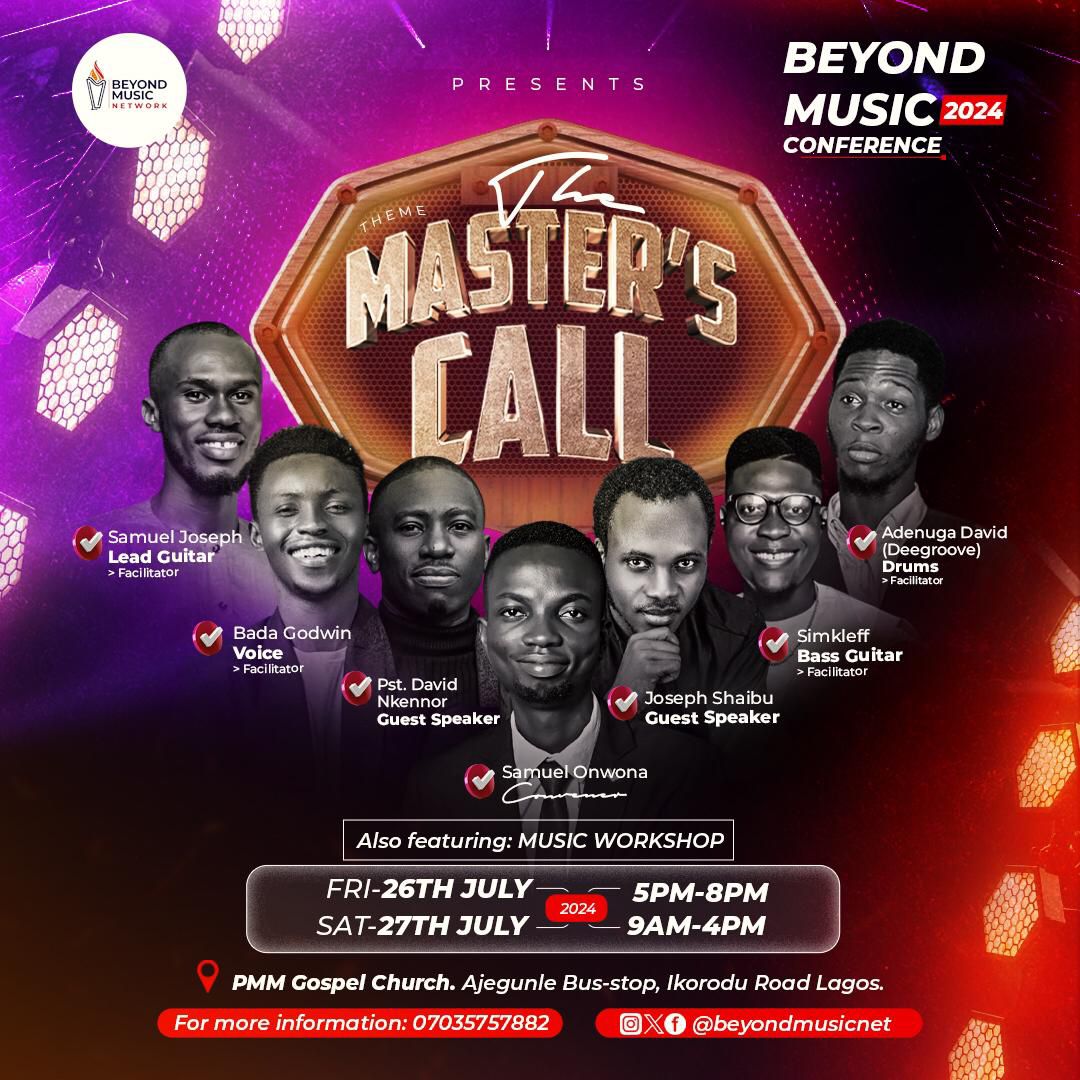 BEYOND
MUSIC
NETWORK
PRESENTS
BEYOND
MUSIC 2024
CONFERENCE
THEME
The
MASTER'S
CALL
Samuel Joseph
Lead Guitar
> Facilitator
Adenuga David
(Deegroove)
Drums
> Facilitator
Bada Godwin
Voice
> Facilitator
Simkleff
Bass Guitar
> Facilitator
Pst. David
Nkennor
Guest Speaker
Joseph Shaibu
Guest Speaker
Samuel Onwona
Convener
Also featuring: MUSIC WORKSHOP
FRI-26TH JULY 5PM-8PM
2024
SAT-27TH JULY 9AM-4PM
PMM Gospel Church. Ajegunle Bus-stop, Ikorodu Road Lagos.
For more information: 07035757882 @beyondmusicnet